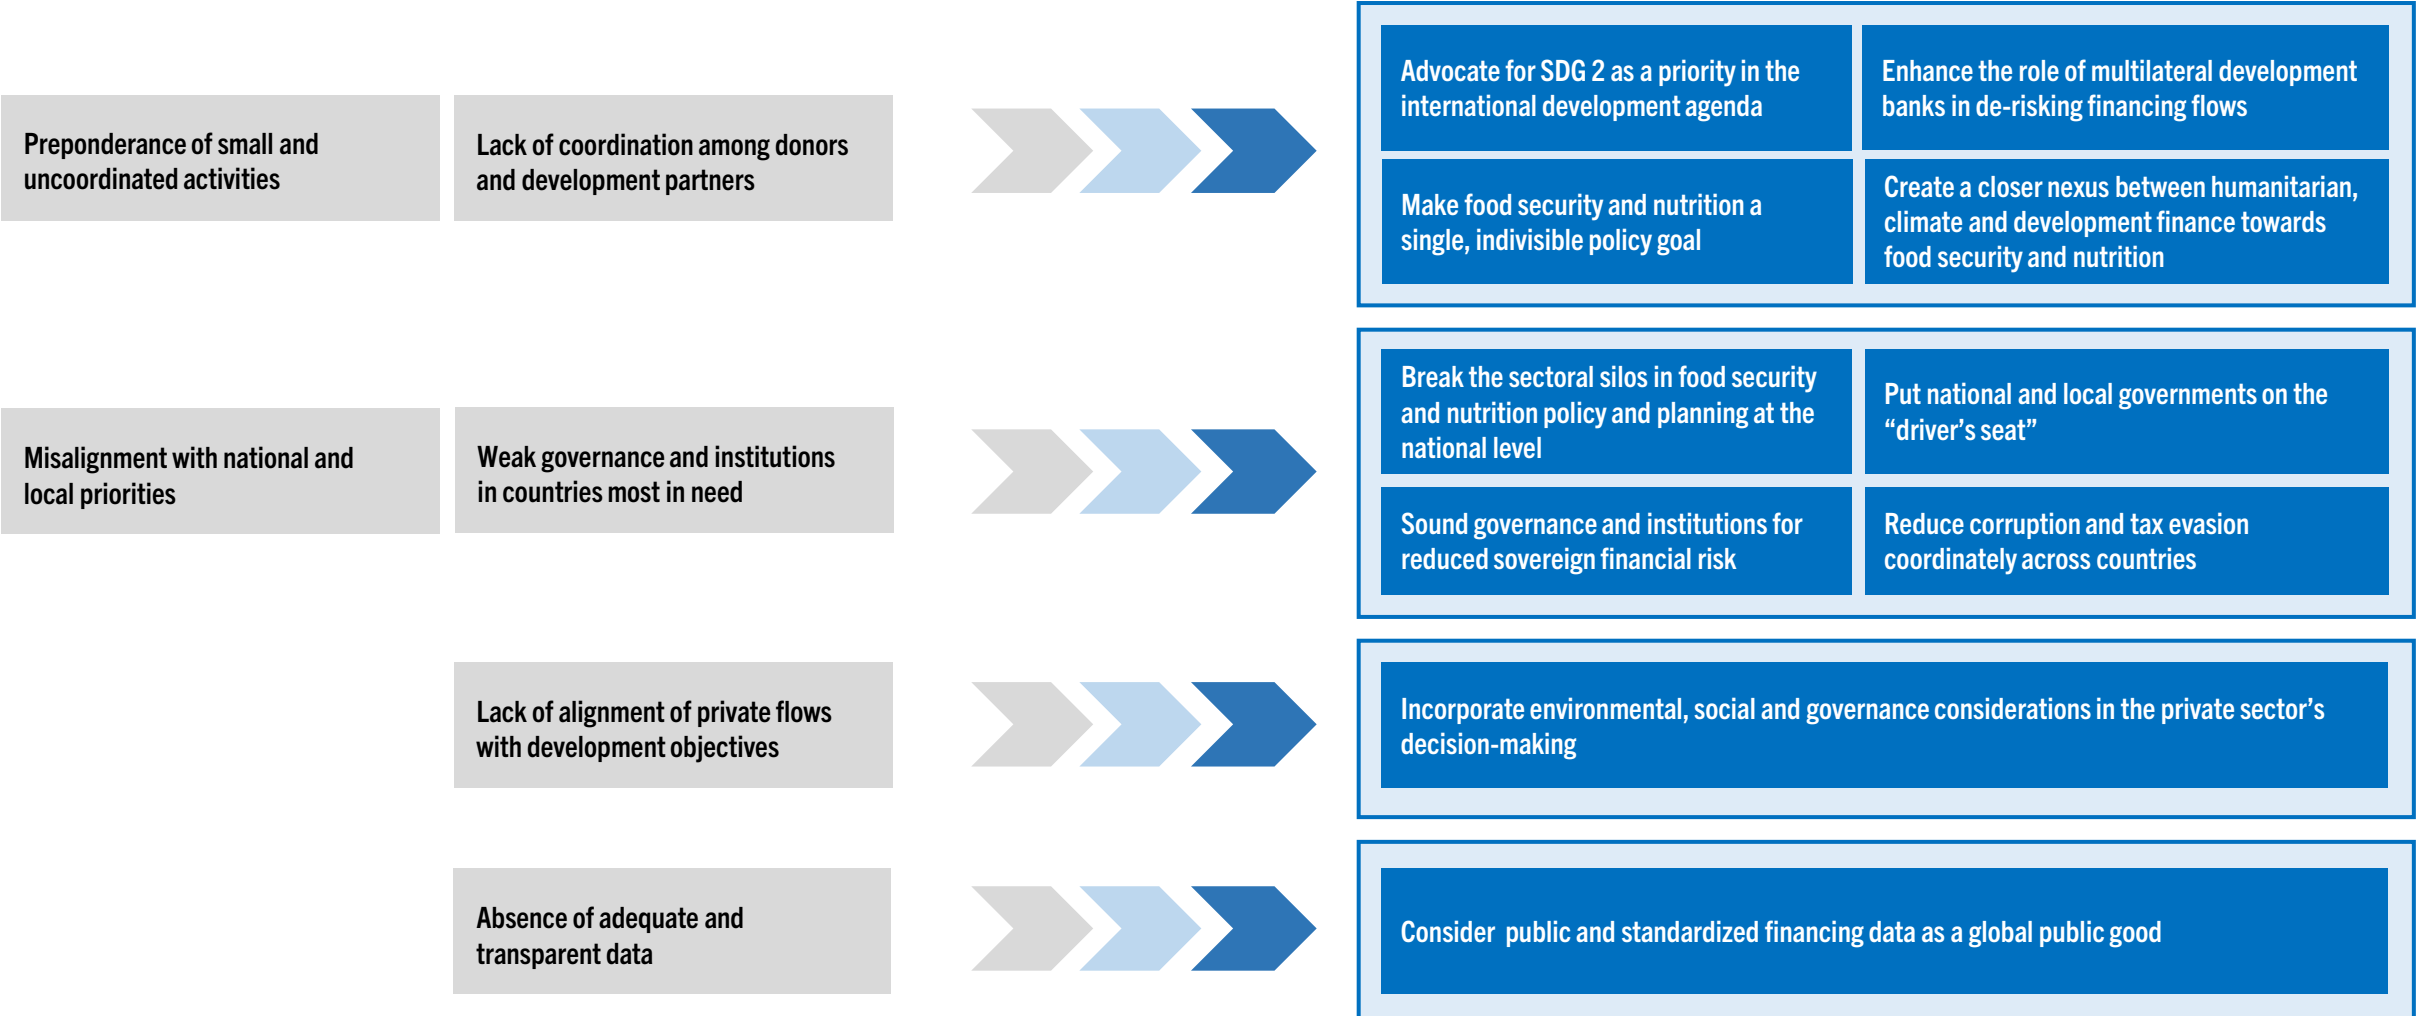 Preponderance of small and
uncoordinated activities
Lack of coordination among donors
and development partners
Advocate for SDG 2 as a priority in the
international development agenda
Enhance the role of multilateral development
banks in de-risking financing flows
Make food security and nutrition a
single, indivisible policy goal
Create a closer nexus between humanitarian,
climate and development finance towards
food security and nutrition
Misalignment with national and
local priorities
Weak governance and institutions
in countries most in need
Break the sectoral silos in food security
and nutrition policy and planning at the
national level
Put national and local governments on the
“driver’s seat”
Sound governance and institutions for
reduced sovereign financial risk
Reduce corruption and tax evasion
coordinately across countries
Lack of alignment of private flows
with development objectives
Incorporate environmental, social and governance considerations in the private sector’s
decision-making
Absence of adequate and
transparent data
Consider public and standardized financing data as a global public good